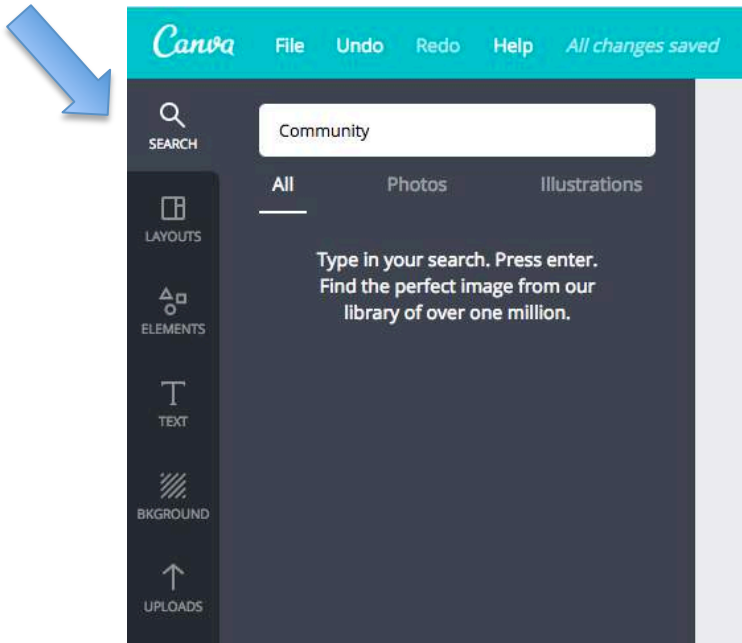 Canva File Undo Redo Help All changes saved
SEARCH
Community
All Photos Illustrations
LAYOUTS
Type in your search. Press enter.
Find the perfect image from our
library of over one million.
ELEMENTS
TEXT
BKGROUND
UPLOADS